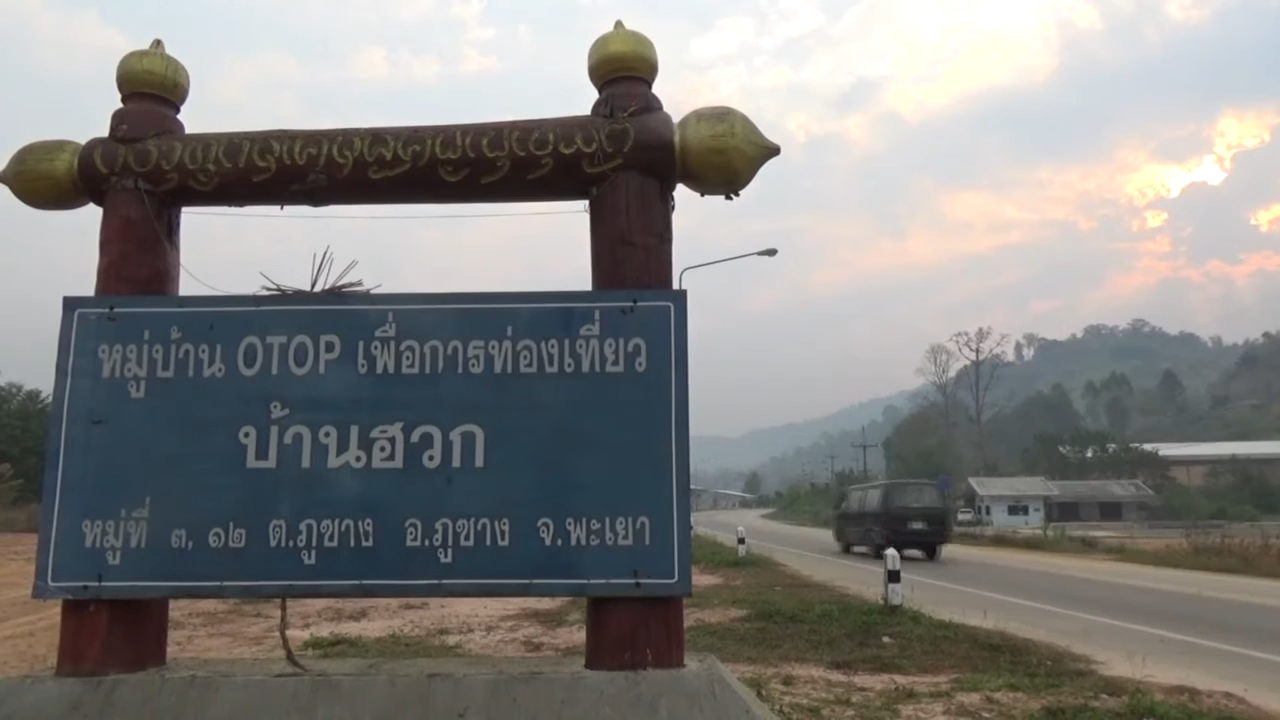 หมู่บ้าน OTOP เพื่อการท่องเที่ยว
บ้านฮวก
หมู่ที่ ๓, ๑๒ ต.ภูซาง อ.ภูซาง จ.พะเยา